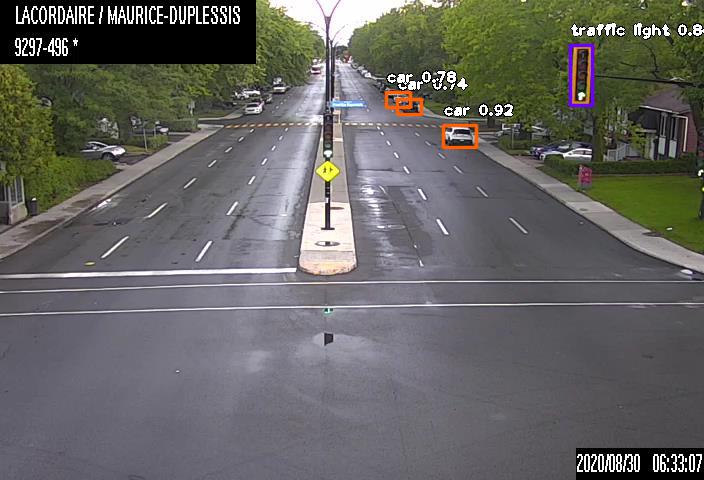 LACORDAIRE / MAURICE-DUPLESSIS
9297-496 *
traffic light 0.8
car 0.78
car 0.74
car 0.92
2020/08/30 06:33:07